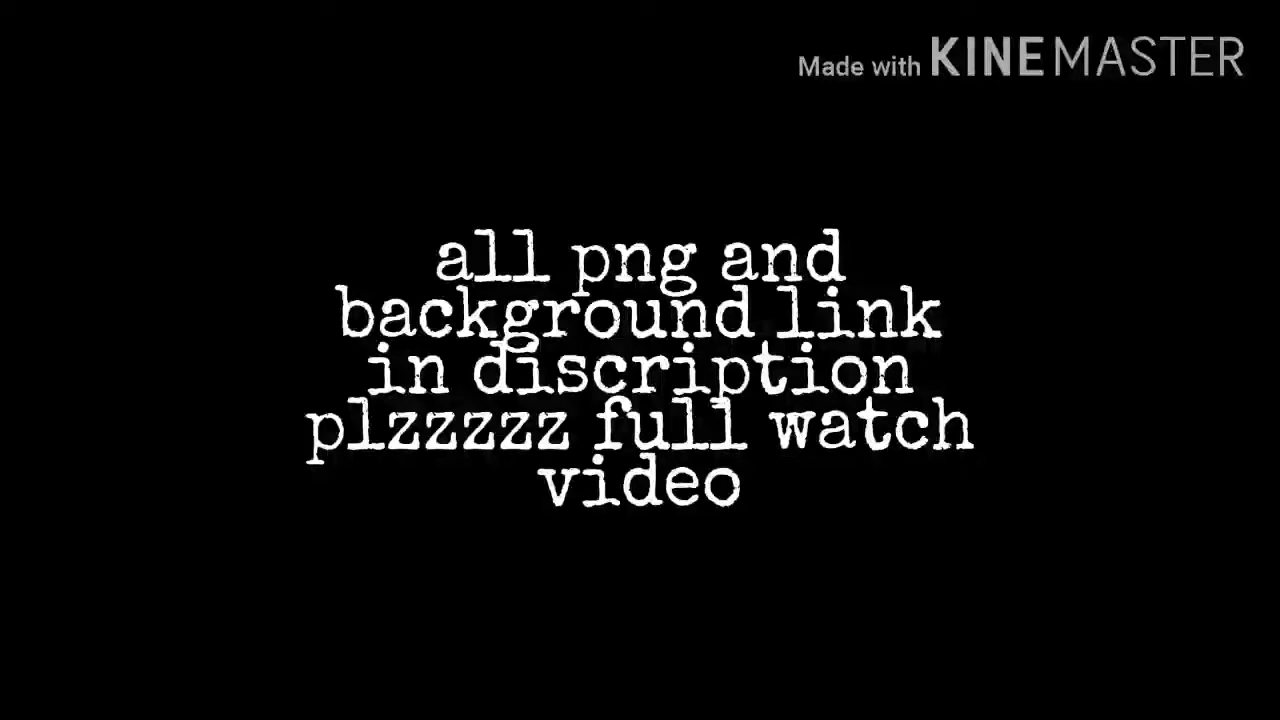 Made with KINEMASTER
all png and
background link
in discription
plzzzzz full watch
video